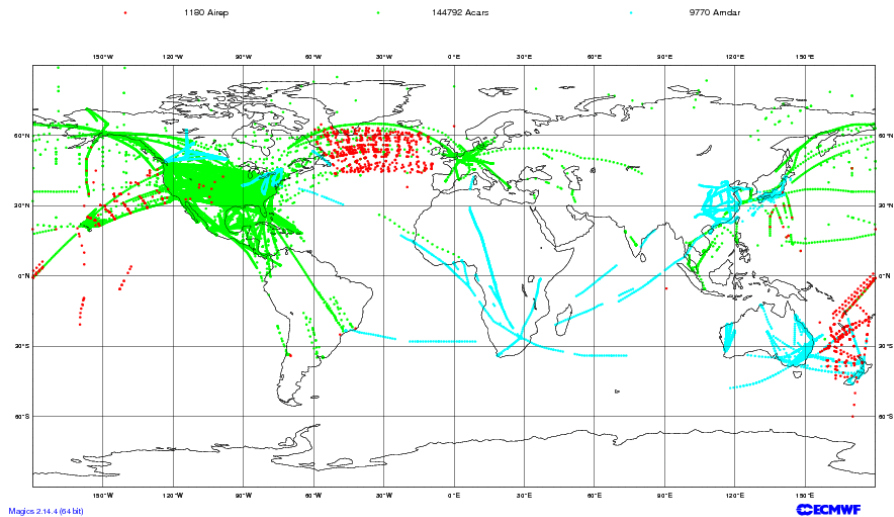 1180 Airep 144792 Acars 9770 Amdar
150°W 120°W 90°W 60°W 30°W 0°E 30°E 60°E 90°E 120°E 150°E
60°N 60°N
30°N 30°N
0°N 0°N
30°S 30°S
60°S 60°S
150°W 120°W 90°W 60°W 30°W 0°E 30°E 60°E 90°E 120°E 150°E
Magics 2.14.4 (64 bit) ECMWF